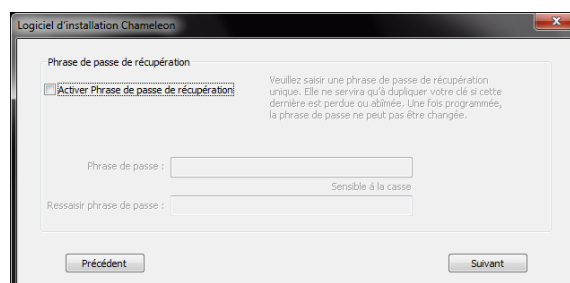 Logiciel d'installation Chameleon
Phrase de passe de récupération
Activer Phrase de passe de récupération
Veuillez saisir une phrase de passe de récupération
unique. Elle ne servira qu'à dupliquer votre clé si cette
dernière est perdue ou abîmée. Une fois programmée,
la phrase de passe ne peut pas être changée.
Phrase de passe :
Sensible à la casse
Ressaisir phrase de passe :
Précédent
Suivant